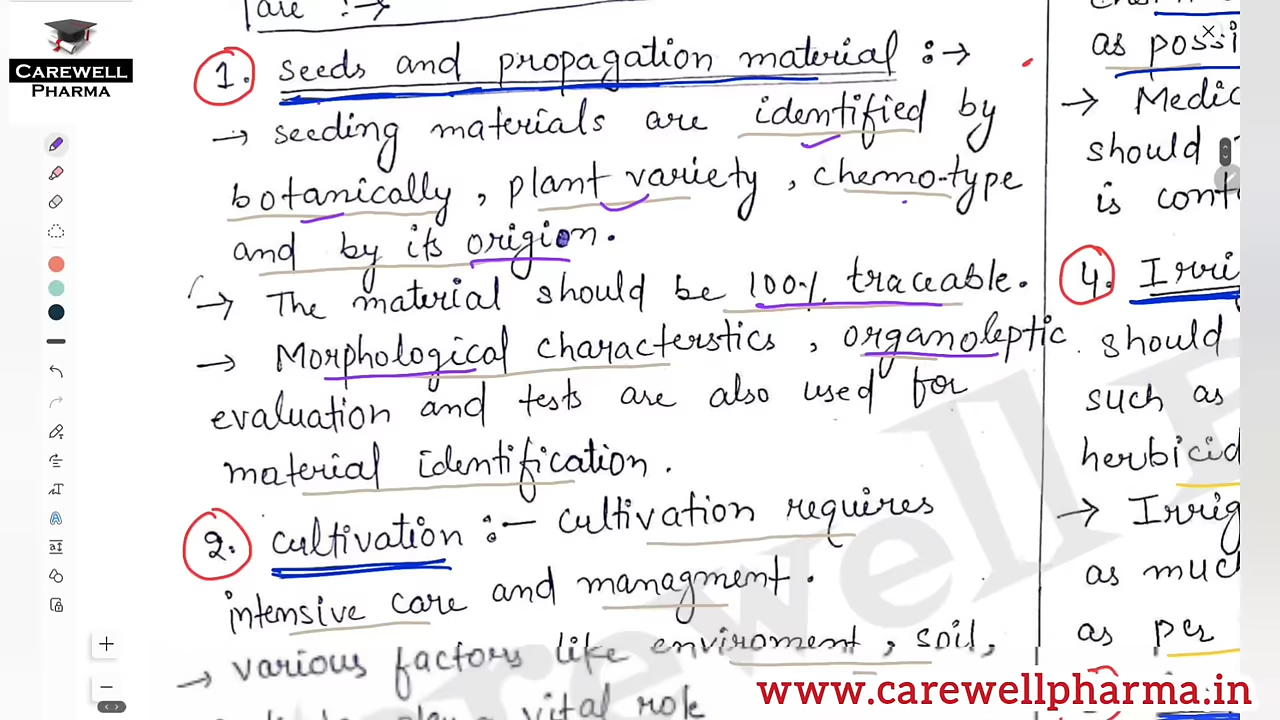 are :→
CAREWELL
PHARMA
1. seeds and propagation material :→
→ seeding materials are identified by
botanically, plant variety, chemo-type
and by its origion.
→ The material should be 100% traceable.
→ Morphological characterstics, organoleptic
evaluation and tests are also used for
material identification.
2. cultivation :- cultivation requires
intensive care and managment.
→ various factors like enviroment, soil,
vital role
as possi
→ Medic
should
is cont
4. Irri
should
such as
herbicid
→ Irrig
as much
as per
www.carewellpharma.in